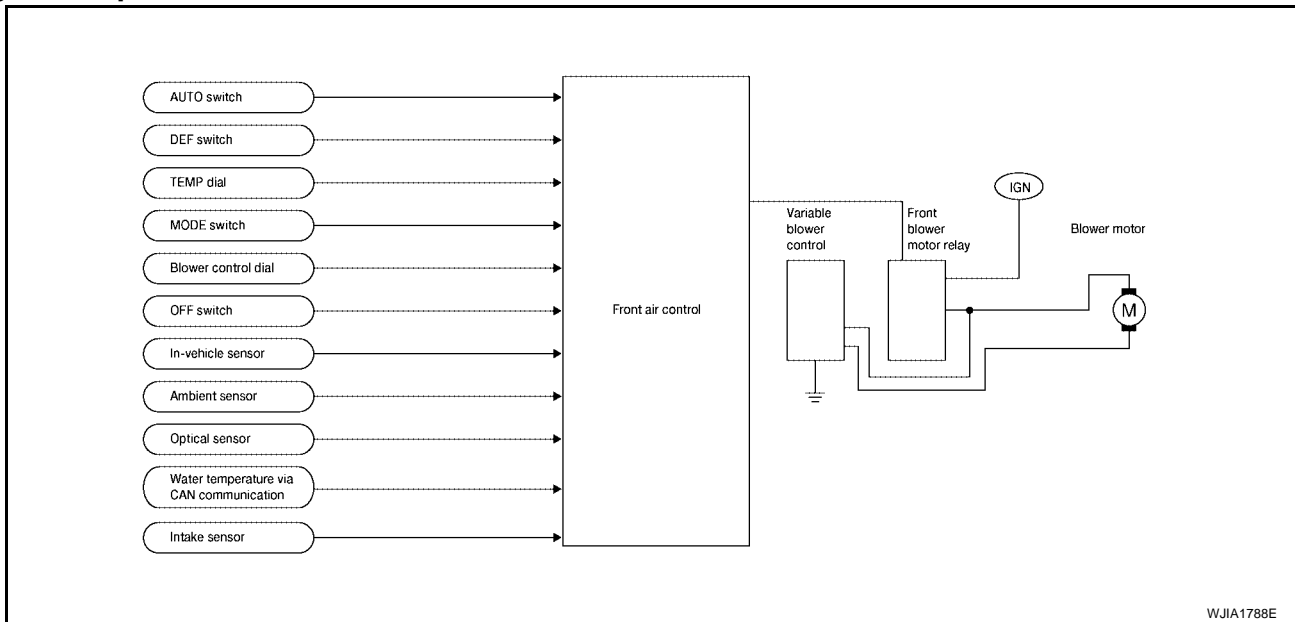 AUTO switch
DEF switch
TEMP dial
MODE switch
Blower control dial
OFF switch
In-vehicle sensor
Ambient sensor
Optical sensor
Water temperature via
CAN communication
Intake sensor
Front air control
Variable
blower
control
Front
blower
motor relay
IGN
Blower motor
M
WJIA1788E